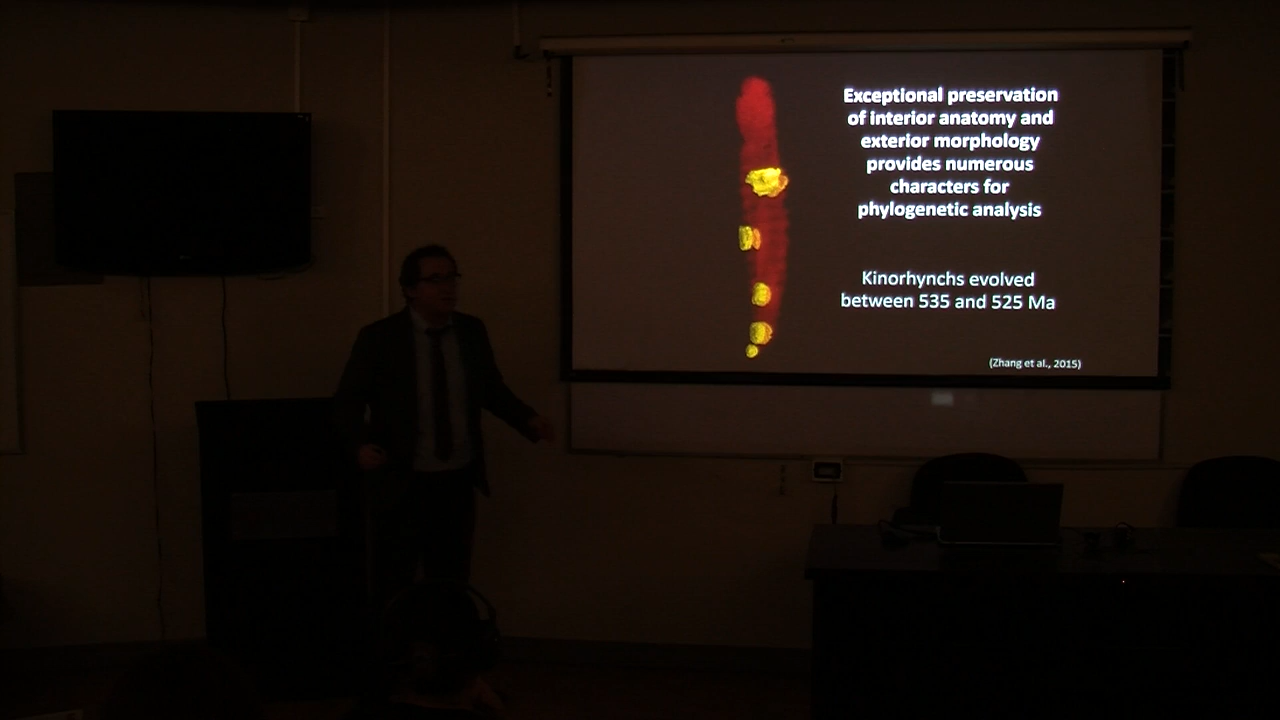 Exceptional preservation
of interior anatomy and
exterior morphology
provides numerous
characters for
phylogenetic analysis
Kinorhynchs evolved
between 535 and 525 Ma
(Zhang et al., 2015)